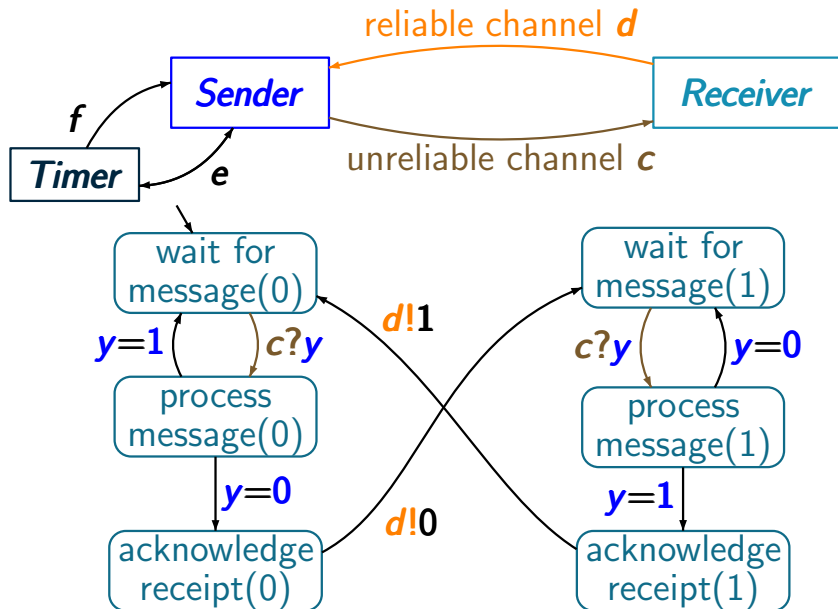 reliable channel d
Sender
Receiver
f
e
unreliable channel c
Timer
wait for
message(0)
wait for
message(1)
d!1
y=1
c?y
c?y
y=0
process
message(0)
process
message(1)
y=0
d!0
y=1
acknowledge
receipt(0)
acknowledge
receipt(1)